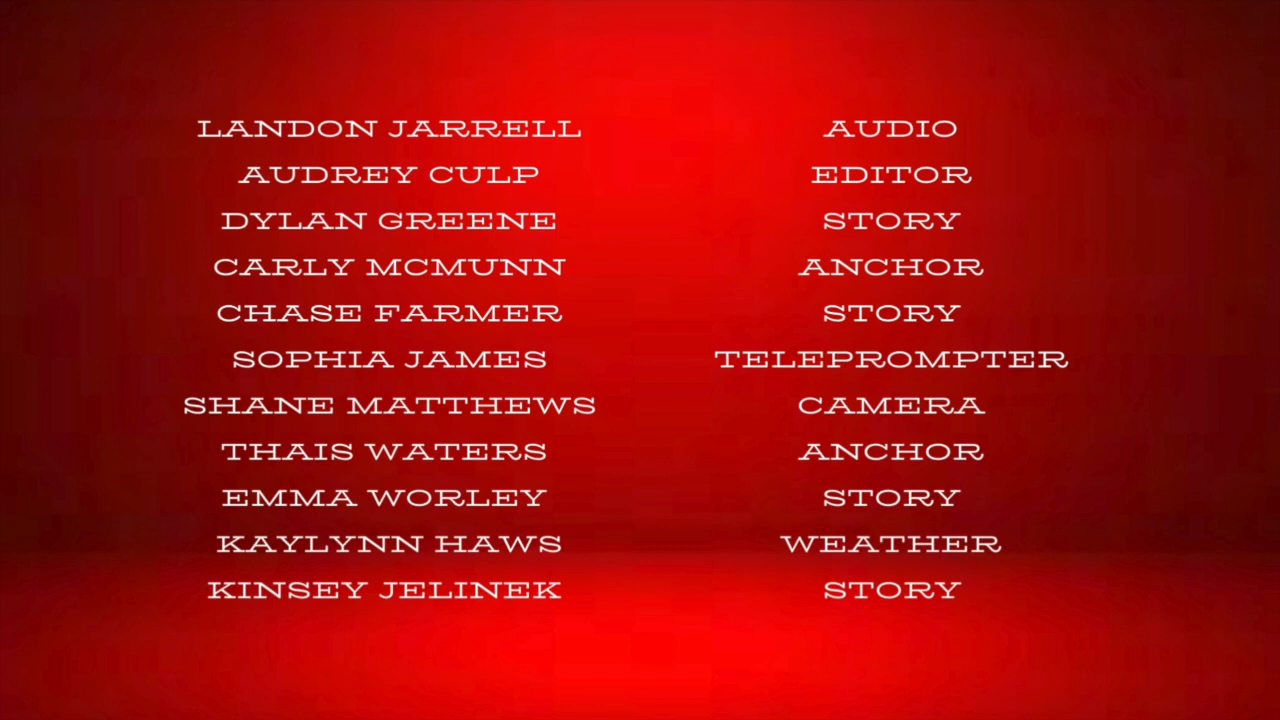 LANDON JARRELL AUDIO
AUDREY CULP EDITOR
DYLAN GREENE STORY
CARLY MCMUNN ANCHOR
CHASE FARMER STORY
SOPHIA JAMES TELEPROMPTER
SHANE MATTHEWS CAMERA
THAIS WATERS ANCHOR
EMMA WORLEY STORY
KAYLYNN HAWS WEATHER
KINSEY JELINEK STORY